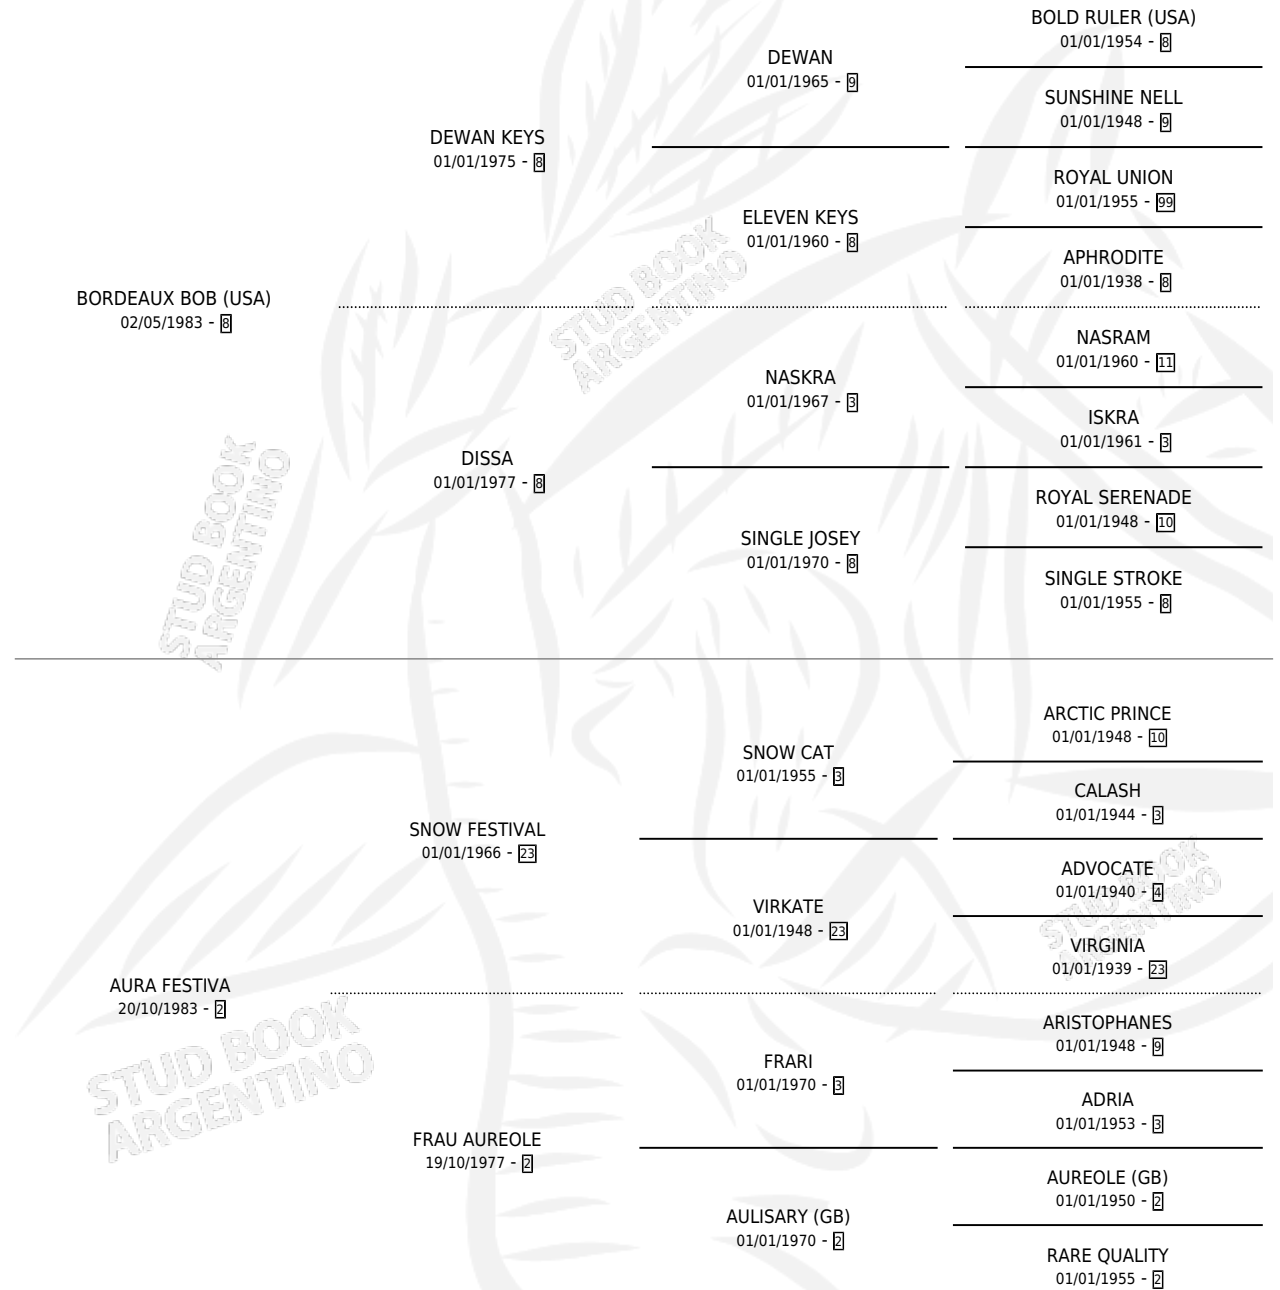 BOLD RULER (USA)
01/01/1954 - 8
DEWAN
01/01/1965 - 9
SUNSHINE NELL
01/01/1948 - 9
DEWAN KEYS
01/01/1975 - 8
ROYAL UNION
01/01/1955 - 99
ELEVEN KEYS
01/01/1960 - 8
APHRODITE
01/01/1938 - 8
BORDEAUX BOB (USA)
02/05/1983 - 8
STUD BOOK
ARGENTINO
NASRAM
01/01/1960 - 11
NASKRA
01/01/1967 - 3
ISKRA
01/01/1961 - 3
DISSA
01/01/1977 - 8
ROYAL SERENADE
01/01/1948 - 10
SINGLE JOSEY
01/01/1970 - 8
SINGLE STROKE
01/01/1955 - 8
STUD BOOK
ARGENTINO
ARCTIC PRINCE
01/01/1948 - 10
SNOW CAT
01/01/1955 - 3
CALASH
01/01/1944 - 3
SNOW FESTIVAL
01/01/1966 - 23
ADVOCATE
01/01/1940 - 4
VIRKATE
01/01/1948 - 23
VIRGINIA
01/01/1939 - 23
STUD BOOK
ARGENTINO
AURA FESTIVA
20/10/1983 - 2
ARISTOPHANES
01/01/1948 - 9
FRARI
01/01/1970 - 3
ADRIA
01/01/1953 - 3
STUD BOOK
ARGENTINO
FRAU AUREOLE
19/10/1977 - 2
AUREOLE (GB)
01/01/1950 - 2
AULISARY (GB)
01/01/1970 - 2
RARE QUALITY
01/01/1955 - 2